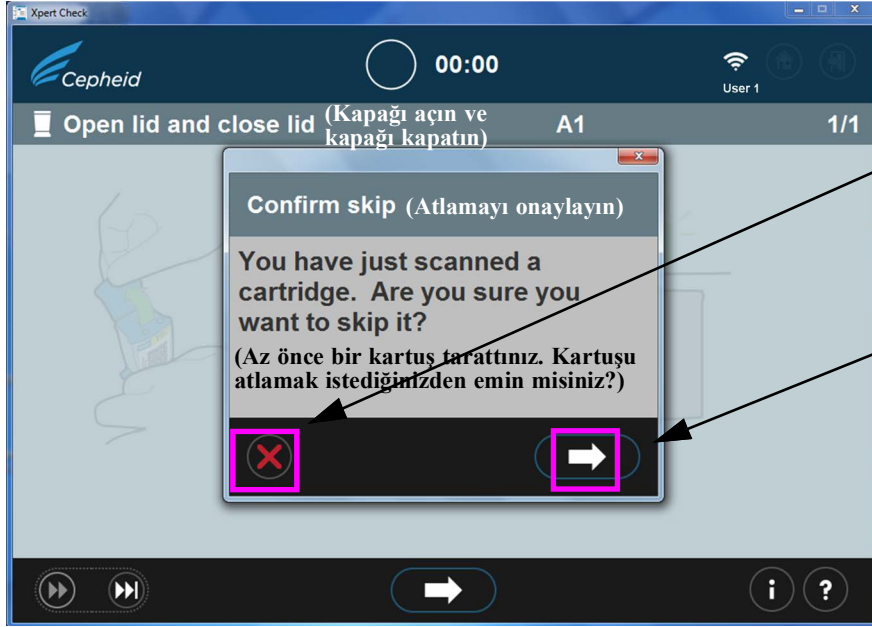 Xpert Check
Cepheid
00:00
User 1
Open lid and close lid (Kapağı açın ve
kapağı kapatın)
A1
1/1
Confirm skip (Atlamayı onaylayın)
You have just scanned a
cartridge. Are you sure you
want to skip it?
(Az önce bir kartuş tarattınız. Kartuşu
atlamak istediğinizden emin misiniz?)
i
?